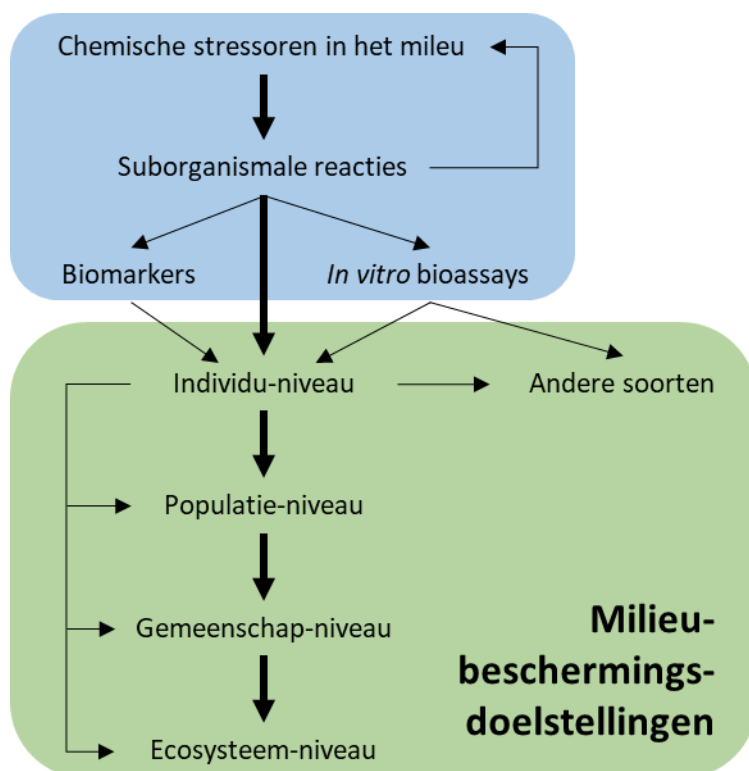 Chemische stressoren in het mileu
Suborganismale reacties
Biomarkers
In vitro bioassays
Individu-niveau
Andere soorten
Populatie-niveau
Gemeenschap-niveau
Ecosysteem-niveau
Milieu-
beschermings-
doelstellingen